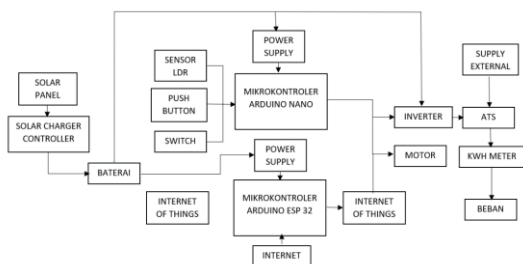 POWER
SUPPLY
SENSOR
LDR
SUPPLY
EXTERNAL
SOLAR
PANEL
MIKROKONTROLER
ARDUINO NANO
PUSH
BUTTON
SOLAR CHARGER
CONTROLLER
INVERTER
ATS
SWITCH
POWER
SUPPLY
MOTOR
KWH METER
BATERAI
INTERNET
OF THINGS
MIKROKONTROLER
ARDUINO ESP 32
INTERNET
OF THINGS
BEBAN
INTERNET